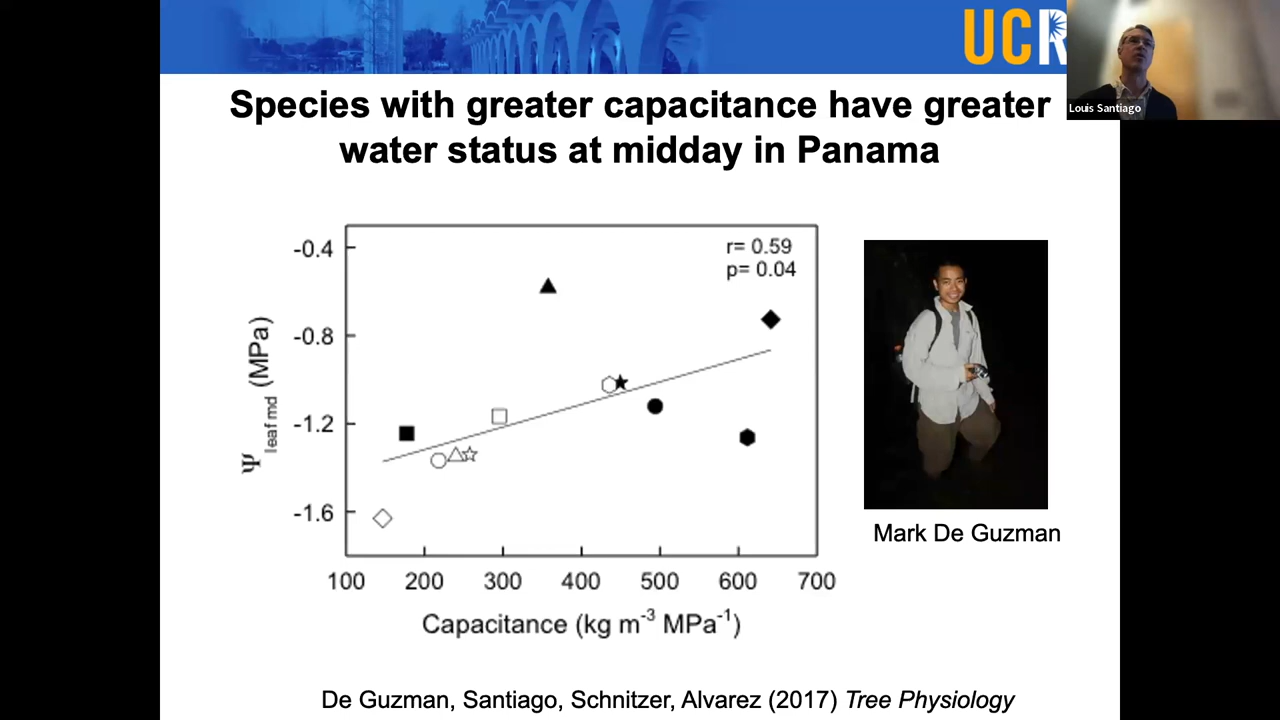 UCR
Louis Santiago
Species with greater capacitance have greater
water status at midday in Panama
r= 0.59
p= 0.04
-0.4
-0.8
-1.2
-1.6
Ψ leaf md (MPa)
100 200 300 400 500 600 700
Capacitance (kg m⁻³ MPa⁻¹)
Mark De Guzman
De Guzman, Santiago, Schnitzer, Alvarez (2017) Tree Physiology